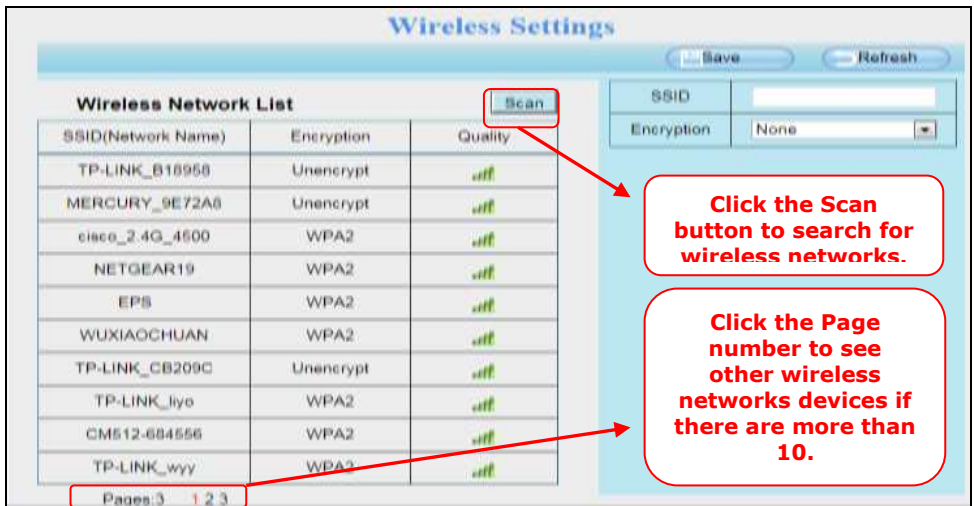 Wireless Settings
Save Refresh
Wireless Network List Scan
SSID(Network Name) Encryption Quality
TP-LINK_B18958 Unencrypt
MERCURY_9E72A8 Unencrypt
cisco_2.4G_4500 WPA2
NETGEAR19 WPA2
EPS WPA2
WUXIAOCHUAN WPA2
TP-LINK_CB209C Unencrypt
TP-LINK_liyo WPA2
CM512-684556 WPA2
TP-LINK_wyy WPA2
Pages:3 1 2 3
SSID
Encryption None
Click the Scan
button to search for
wireless networks.
Click the Page
number to see
other wireless
networks devices if
there are more than
10.